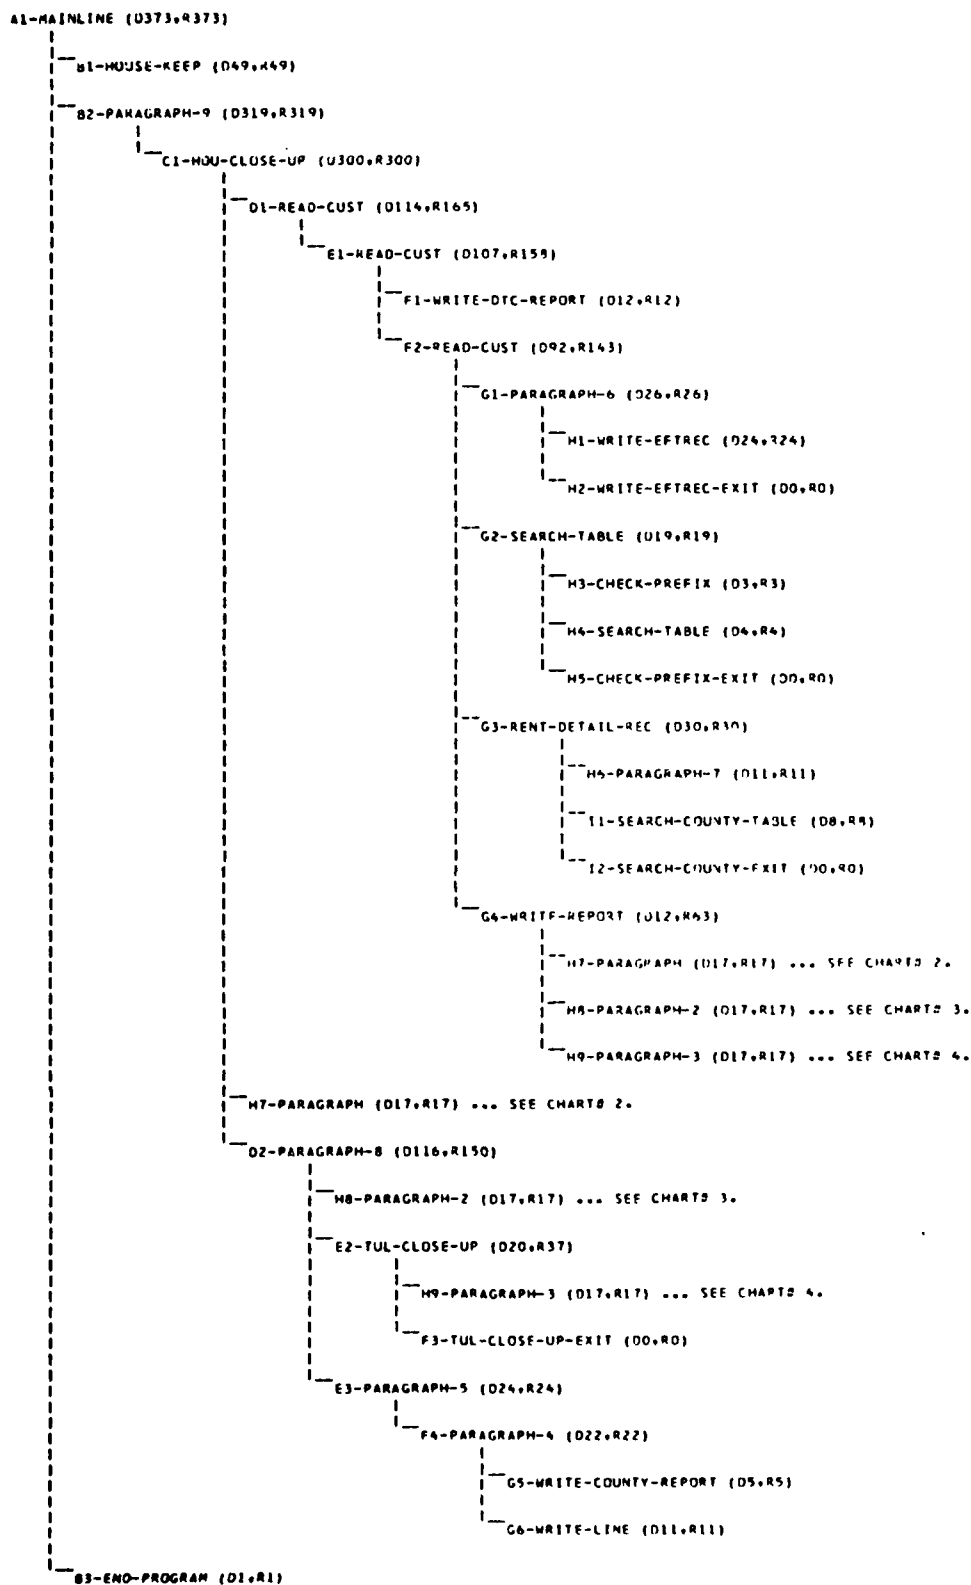 A1-MAINLINE (D373,R373)
B1-HOUSE-KEEP (D49,R49)
B2-PARAGRAPH-9 (D319,R319)
C1-HOU-CLOSE-UP (D300,R300)
D1-READ-CUST (D114,R165)
E1-READ-CUST (D107,R158)
F1-WRITE-DTC-REPORT (D12,R12)
F2-READ-CUST (D92,R143)
G1-PARAGRAPH-6 (D26,R26)
H1-WRITE-EFTREC (D24,R24)
H2-WRITE-EFTREC-EXIT (D0,R0)
G2-SEARCH-TABLE (D19,R19)
H3-CHECK-PREFIX (D3,R3)
H4-SEARCH-TABLE (D4,R4)
H5-CHECK-PREFIX-EXIT (D0,R0)
G3-RENT-DETAIL-REC (D30,R30)
H6-PARAGRAPH-7 (D11,R11)
I1-SEARCH-COUNTY-TABLE (D8,R8)
I2-SEARCH-COUNTY-EXIT (D0,R0)
G4-WRITE-REPORT (D12,R63)
H7-PARAGRAPH (D17,R17) ... SEE CHART# 2.
H8-PARAGRAPH-2 (D17,R17) ... SEE CHART# 3.
H9-PARAGRAPH-3 (D17,R17) ... SEE CHART# 4.
H7-PARAGRAPH (D17,R17) ... SEE CHART# 2.
D2-PARAGRAPH-8 (D116,R150)
H8-PARAGRAPH-2 (D17,R17) ... SEE CHART# 3.
E2-TUL-CLOSE-UP (D20,R37)
H9-PARAGRAPH-3 (D17,R17) ... SEE CHART# 4.
F3-TUL-CLOSE-UP-EXIT (D0,R0)
E3-PARAGRAPH-5 (D24,R24)
F4-PARAGRAPH-4 (D22,R22)
G5-WRITE-COUNTY-REPORT (D5,R5)
G6-WRITE-LINE (D11,R11)
B3-END-PROGRAM (D1,R1)